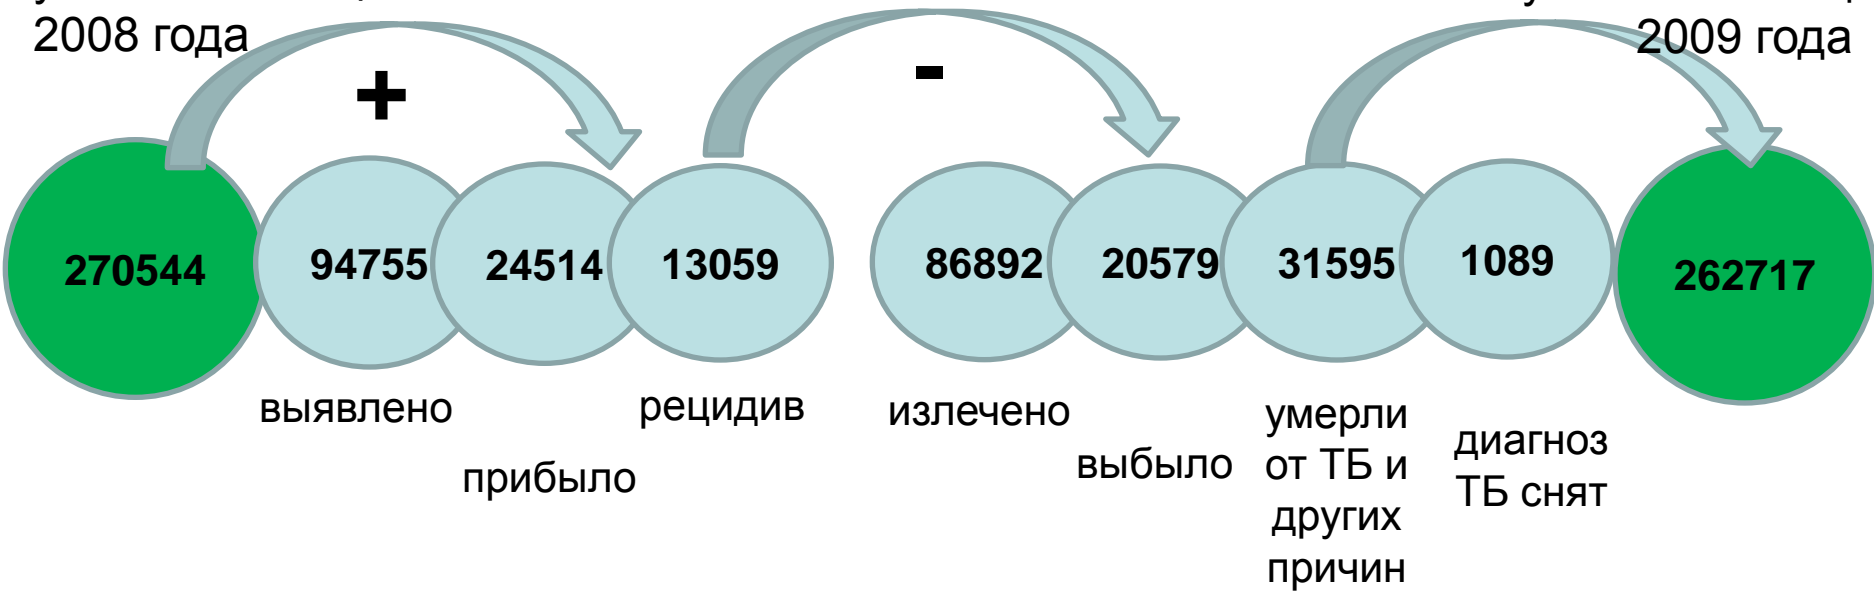 2008 года
2009 года
+
-
270544
94755
24514
13059
86892
20579
31595
1089
262717
выявлено
прибыло
рецидив
излечено
выбыло
умерли
от ТБ и
других
причин
диагноз
ТБ снят